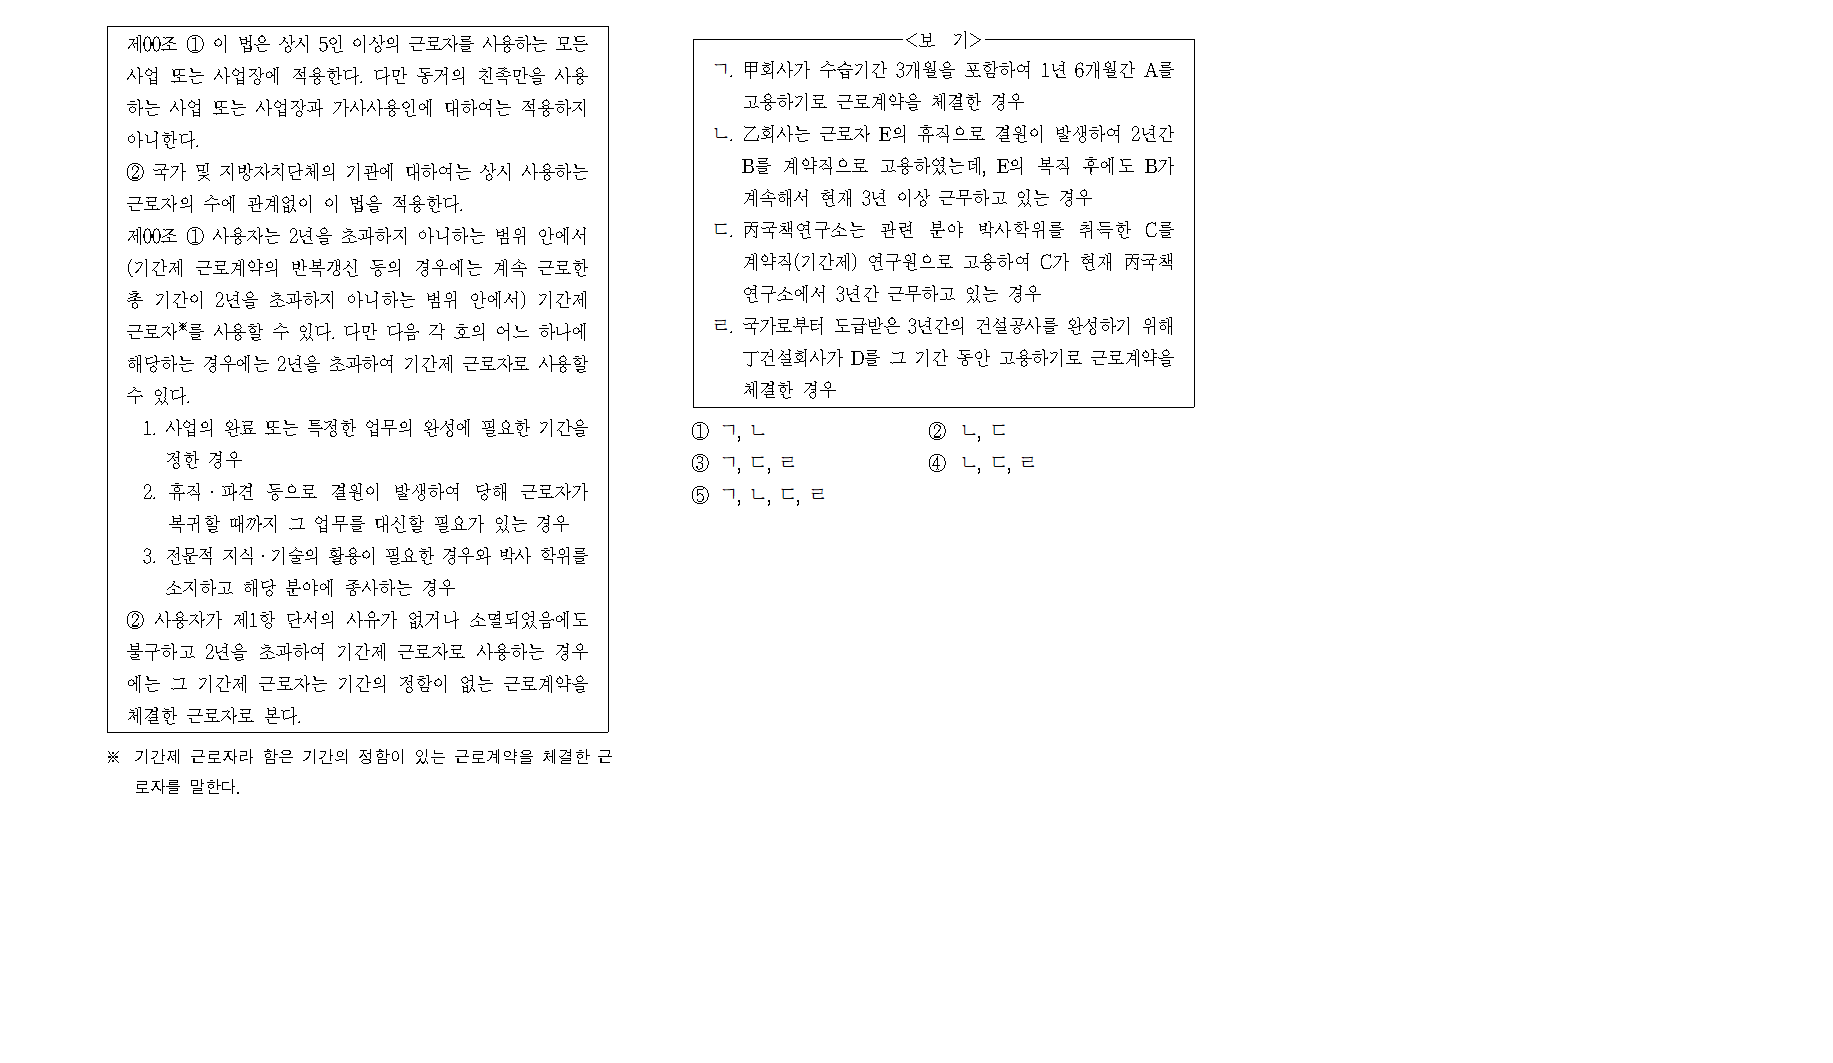 제00조 ① 이 법은 상시 5인 이상의 근로자를 사용하는 모든
사업 또는 사업장에 적용한다. 다만 동거의 친족만을 사용
하는 사업 또는 사업장과 가사사용인에 대하여는 적용하지
아니한다.
② 국가 및 지방자치단체의 기관에 대하여는 상시 사용하는
근로자의 수에 관계없이 이 법을 적용한다.
제00조 ① 사용자는 2년을 초과하지 아니하는 범위 안에서
(기간제 근로계약의 반복갱신 등의 경우에는 계속 근로한
총 기간이 2년을 초과하지 아니하는 범위 안에서) 기간제
근로자※를 사용할 수 있다. 다만 다음 각 호의 어느 하나에
해당하는 경우에는 2년을 초과하여 기간제 근로자로 사용할
수 있다.
1. 사업의 완료 또는 특정한 업무의 완성에 필요한 기간을
정한 경우
2. 휴직·파견 등으로 결원이 발생하여 당해 근로자가
복귀할 때까지 그 업무를 대신할 필요가 있는 경우
3. 전문적 지식·기술의 활용이 필요한 경우와 박사 학위를
소지하고 해당 분야에 종사하는 경우
② 사용자가 제1항 단서의 사유가 없거나 소멸되었음에도
불구하고 2년을 초과하여 기간제 근로자로 사용하는 경우
에는 그 기간제 근로자는 기간의 정함이 없는 근로계약을
체결한 근로자로 본다.
※ 기간제 근로자라 함은 기간의 정함이 있는 근로계약을 체결한 근
로자를 말한다.
<보 기>
ㄱ. 甲회사가 수습기간 3개월을 포함하여 1년 6개월간 A를
고용하기로 근로계약을 체결한 경우
ㄴ. 乙회사는 근로자 E의 휴직으로 결원이 발생하여 2년간
B를 계약직으로 고용하였는데, E의 복직 후에도 B가
계속해서 현재 3년 이상 근무하고 있는 경우
ㄷ. 丙국책연구소는 관련 분야 박사학위를 취득한 C를
계약직(기간제) 연구원으로 고용하여 C가 현재 丙국책
연구소에서 3년간 근무하고 있는 경우
ㄹ. 국가로부터 도급받은 3년간의 건설공사를 완성하기 위해
丁건설회사가 D를 그 기간 동안 고용하기로 근로계약을
체결한 경우
① ㄱ, ㄴ
② ㄴ, ㄷ
③ ㄱ, ㄷ, ㄹ
④ ㄴ, ㄷ, ㄹ
⑤ ㄱ, ㄴ, ㄷ, ㄹ